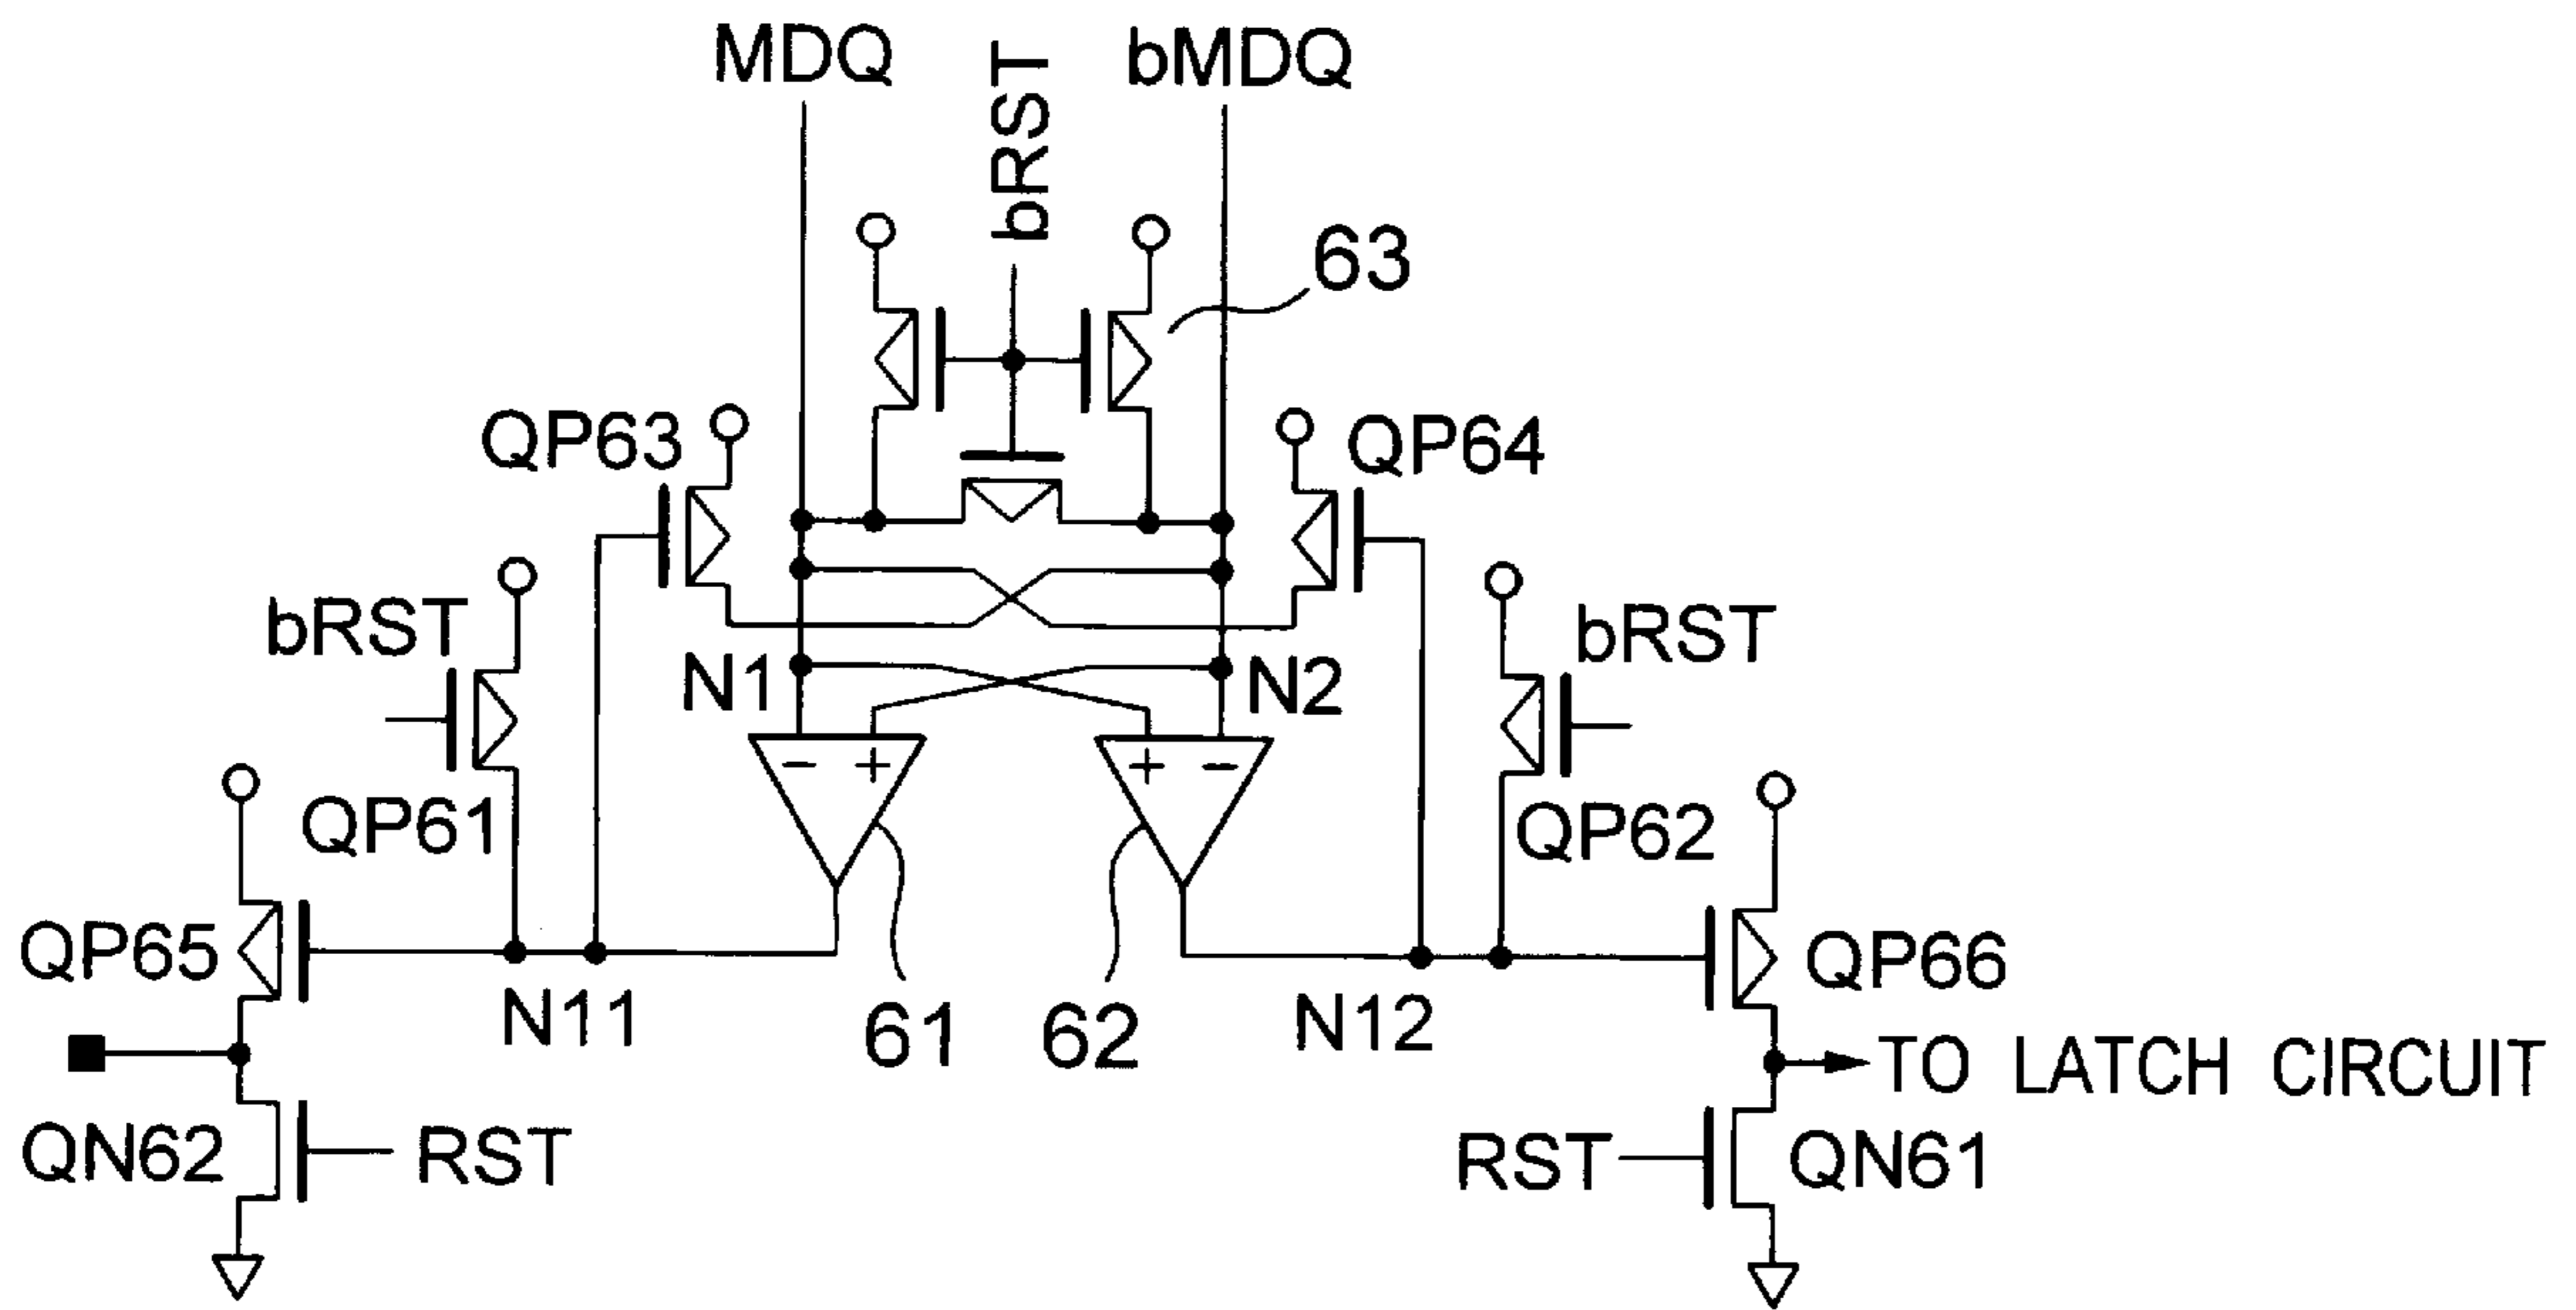 MDQ
bRST
bMDQ
63
QP63
QP64
bRST
bRST
N1
N2
− +
+ −
QP61
QP62
QP65
QP66
N11
61
62
N12
TO LATCH CIRCUIT
QN62
RST
RST
QN61